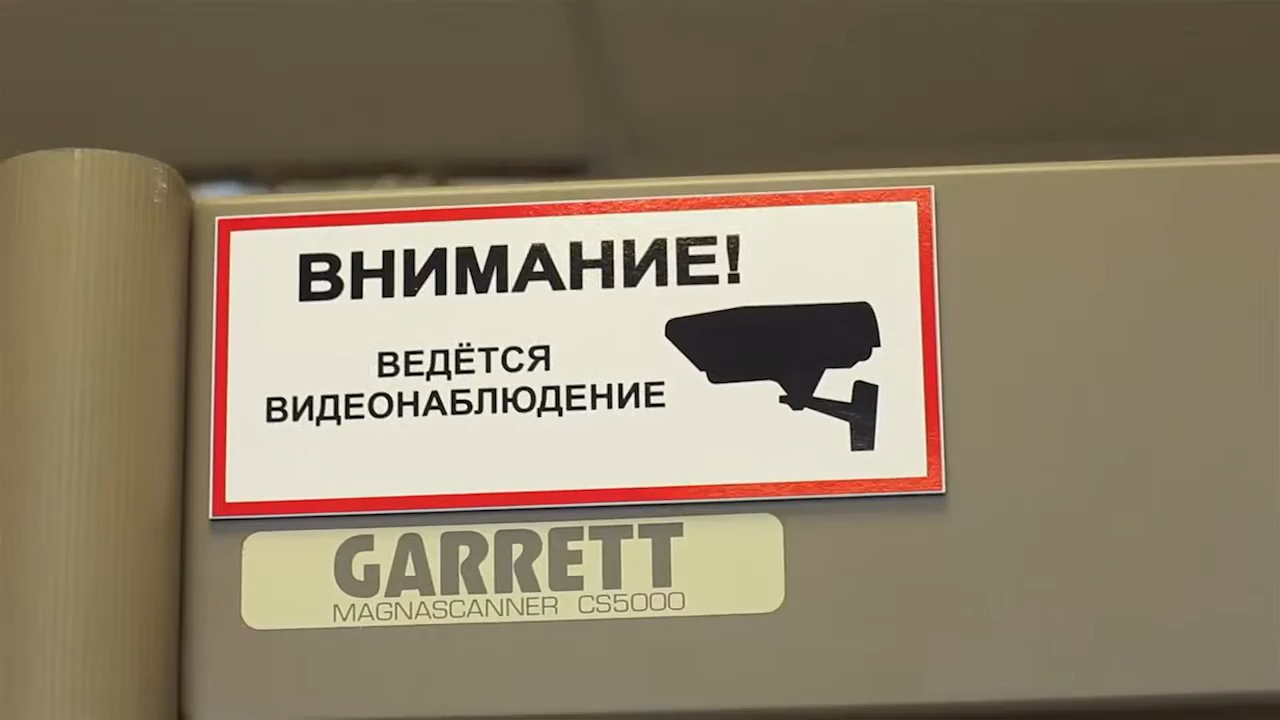 ВНИМАНИЕ!
ВЕДЁТСЯ
ВИДЕОНАБЛЮДЕНИЕ
GARRETT
MAGNASCANNER CS5000